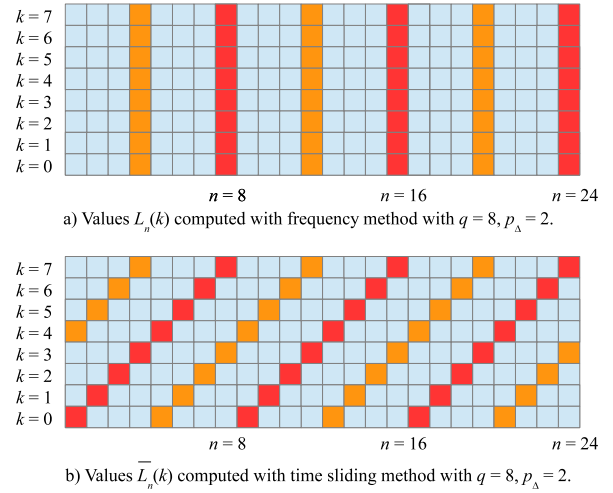 k = 7
k = 6
k = 5
k = 4
k = 3
k = 2
k = 1
k = 0
n = 8 n = 16 n = 24
a) Values Lₙ(k) computed with frequency method with q = 8, p_Δ = 2.
k = 7
k = 6
k = 5
k = 4
k = 3
k = 2
k = 1
k = 0
n = 8 n = 16 n = 24
b) Values L̅ₙ(k) computed with time sliding method with q = 8, p_Δ = 2.